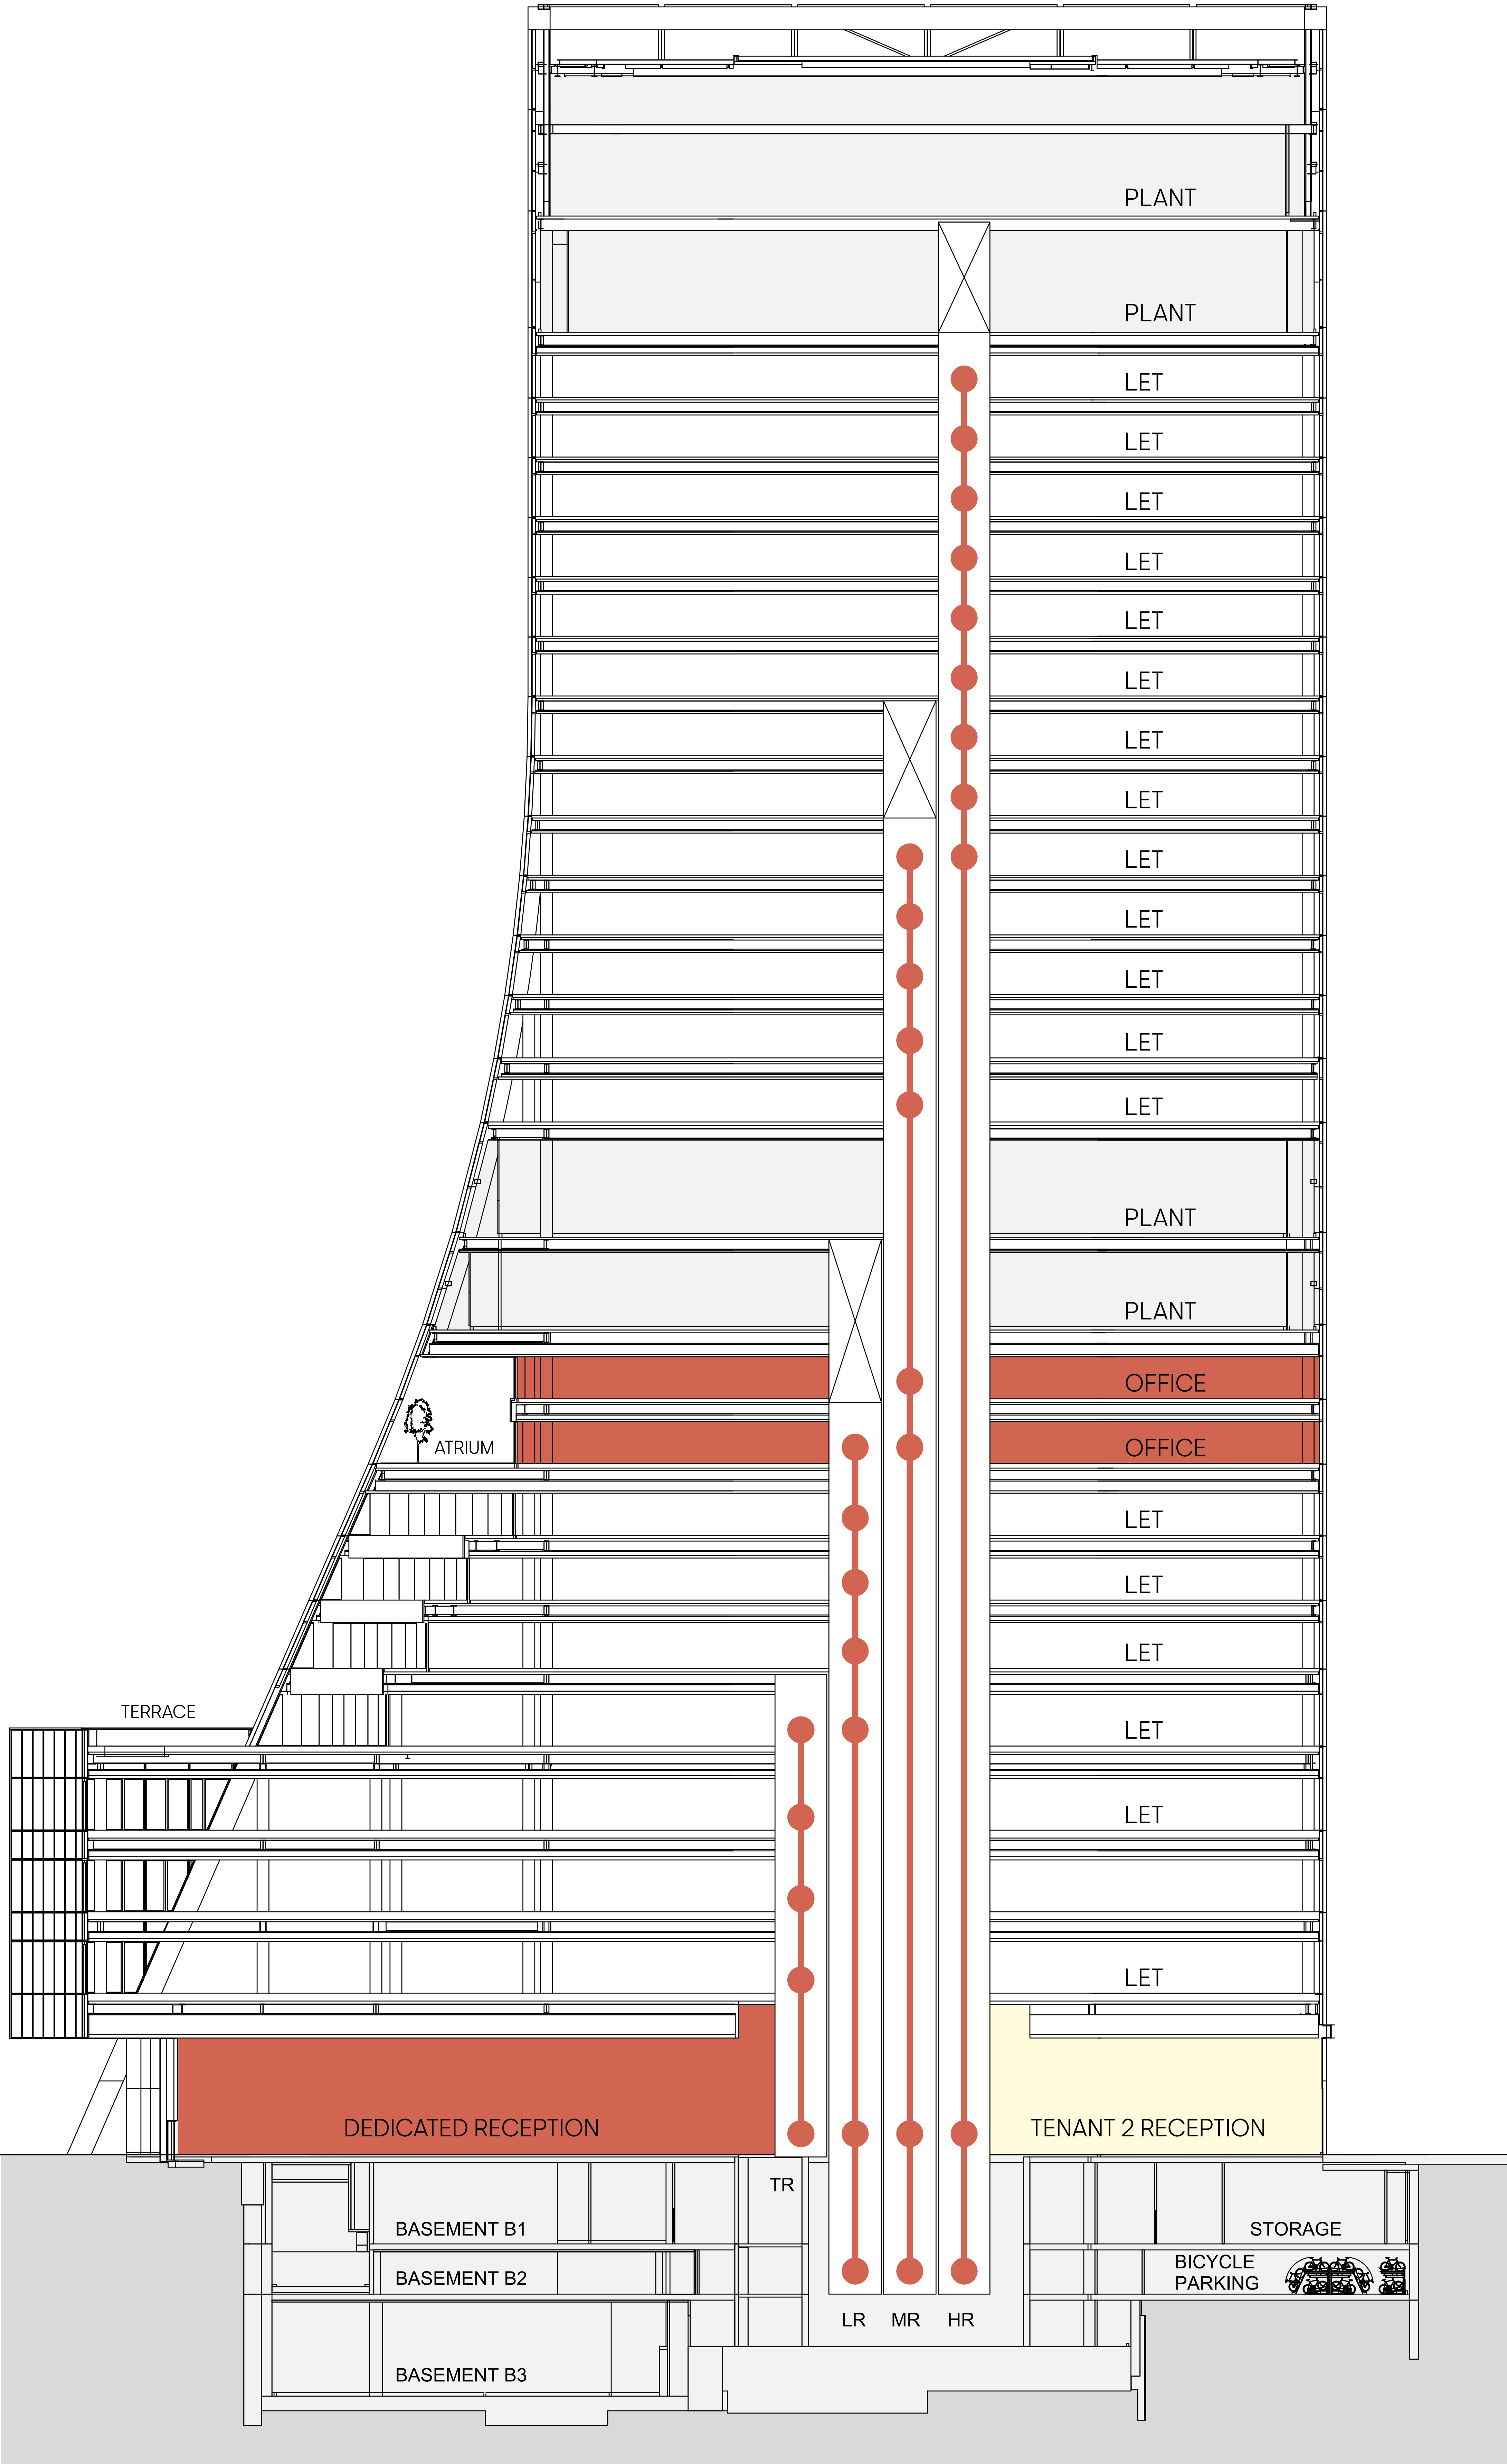 PLANT
PLANT
LET
LET
LET
LET
LET
LET
LET
LET
LET
LET
LET
LET
LET
PLANT
PLANT
OFFICE
ATRIUM
OFFICE
LET
LET
LET
TERRACE
LET
LET
LET
DEDICATED RECEPTION
TENANT 2 RECEPTION
TR
BASEMENT B1
STORAGE
BASEMENT B2
BICYCLE
PARKING
LR
MR
HR
BASEMENT B3